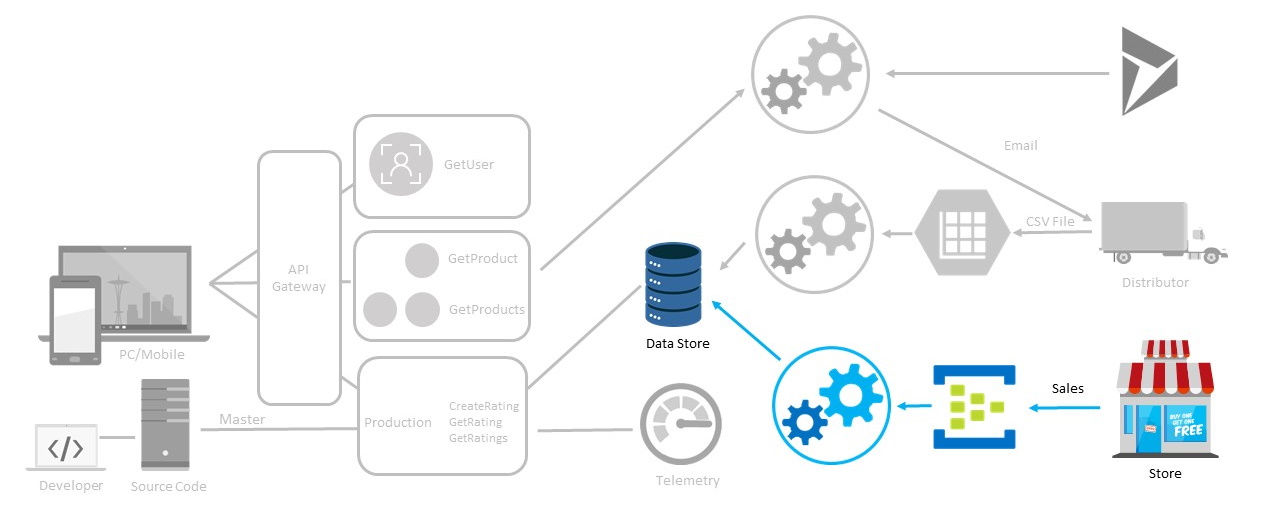 Email
GetUser
CSV File
API
Gateway
GetProduct
GetProducts
Distributor
PC/Mobile
Data Store
Sales
CreateRating
Production
GetRating
GetRatings
BUY ONE
GET ONE
FREE
Master
Store
Developer
Source Code
Telemetry